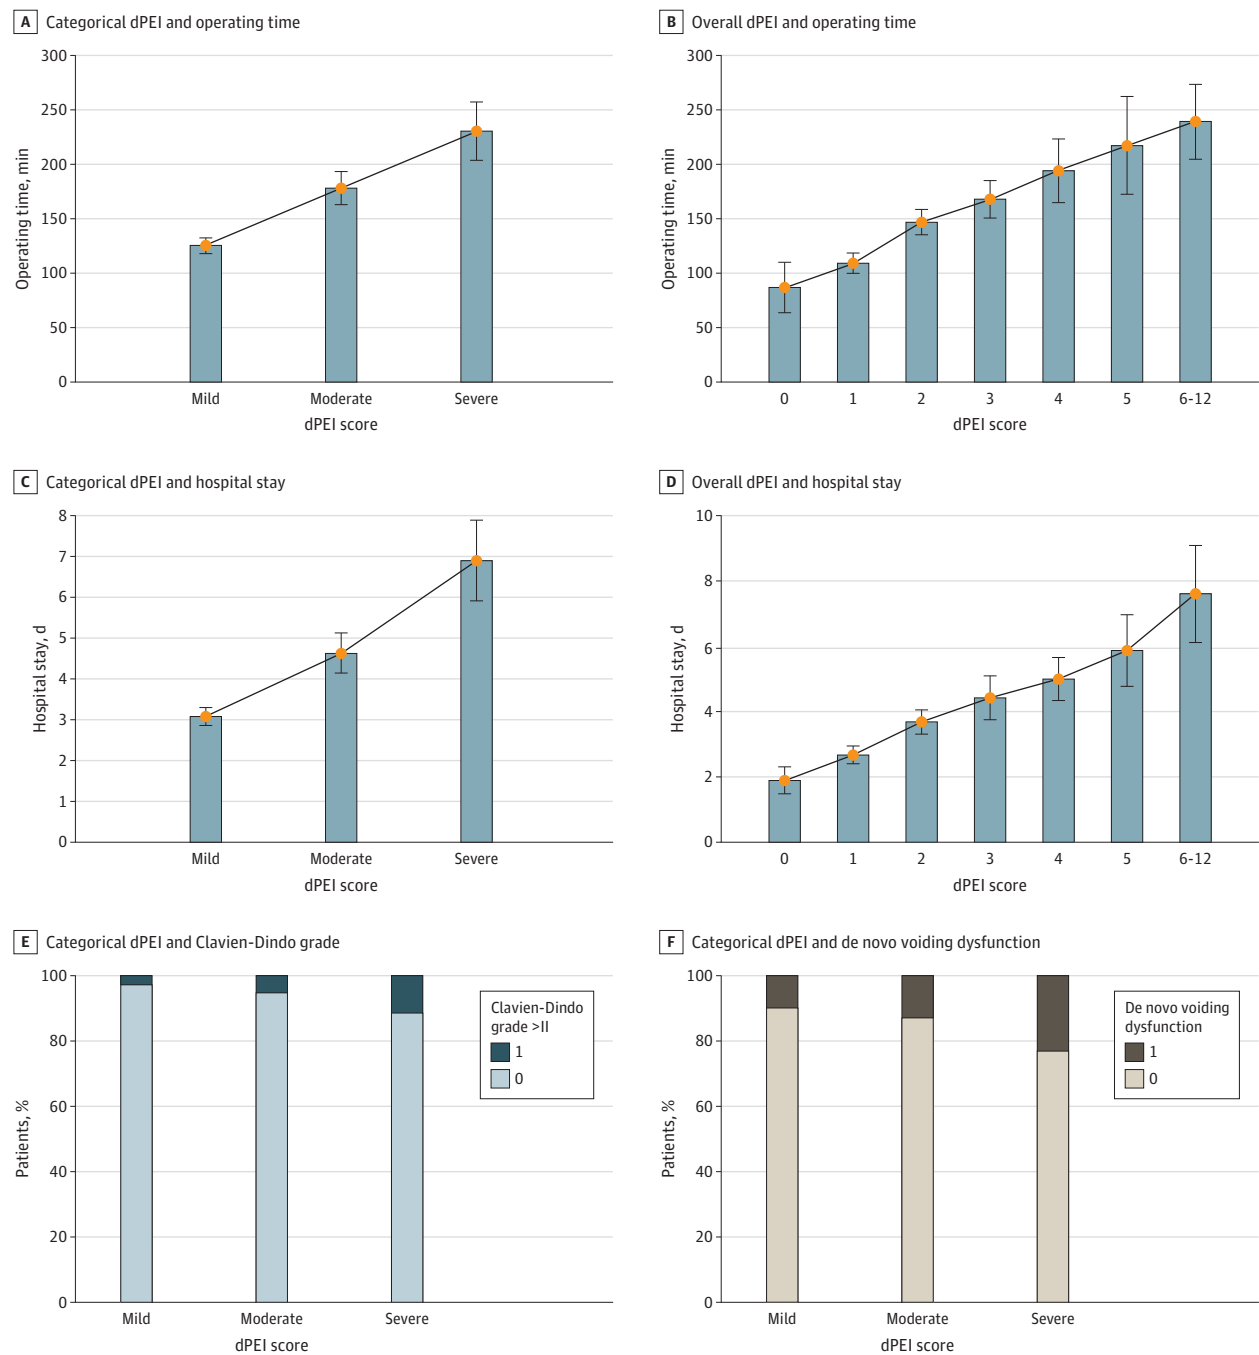 A Categorical dPEI and operating time
300
250
200
150
100
50
0
Operating time, min
Mild Moderate Severe
dPEI score
B Overall dPEI and operating time
300
250
200
150
100
50
0
Operating time, min
0 1 2 3 4 5 6-12
dPEI score
C Categorical dPEI and hospital stay
8
7
6
5
4
3
2
1
0
Hospital stay, d
Mild Moderate Severe
dPEI score
D Overall dPEI and hospital stay
10
8
6
4
2
0
Hospital stay, d
0 1 2 3 4 5 6-12
dPEI score
E Categorical dPEI and Clavien-Dindo grade
100
80
60
40
20
0
Patients, %
Clavien-Dindo
grade >II
1
0
Mild Moderate Severe
dPEI score
F Categorical dPEI and de novo voiding dysfunction
100
80
60
40
20
0
Patients, %
De novo voiding
dysfunction
1
0
Mild Moderate Severe
dPEI score